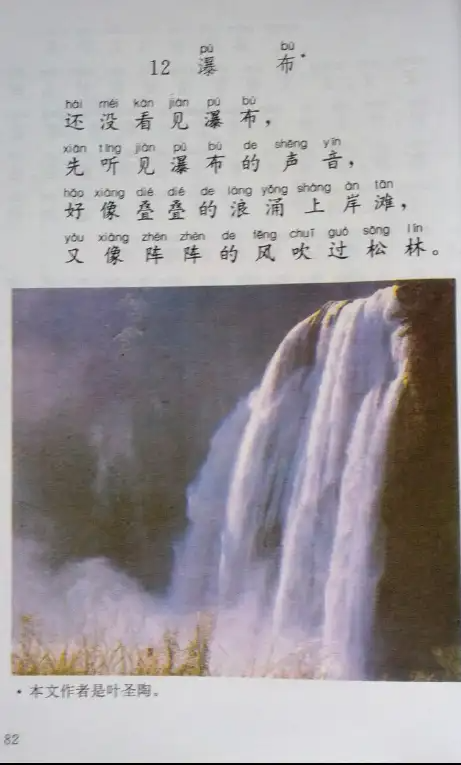 pù bù
12 瀑 布*
hái méi kàn jiàn pù bù
还 没 看 见 瀑 布，
xiān tīng jiàn pù bù de shēng yīn
先 听 见 瀑 布 的 声 音，
hǎo xiàng dié dié de làng yǒng shàng àn tān
好 像 叠 叠 的 浪 涌 上 岸 滩，
yòu xiàng zhèn zhèn de fēng chuī guò sōng lín
又 像 阵 阵 的 风 吹 过 松 林。
* 本文作者是叶圣陶。
82